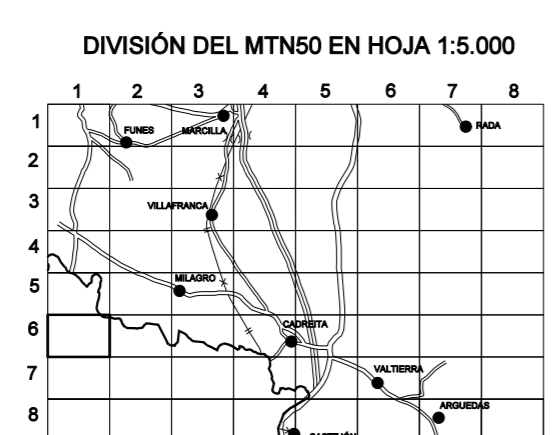 DIVISIÓN DEL MTN50 EN HOJA 1:5.000
1 2 3 4 5 6 7 8
1
FUNES
MARCILLA
RADA
2
3
VILLAFRANCA
4
5
MILAGRO
6
CADREITA
7
VALTIERRA
ARGUEDAS
8